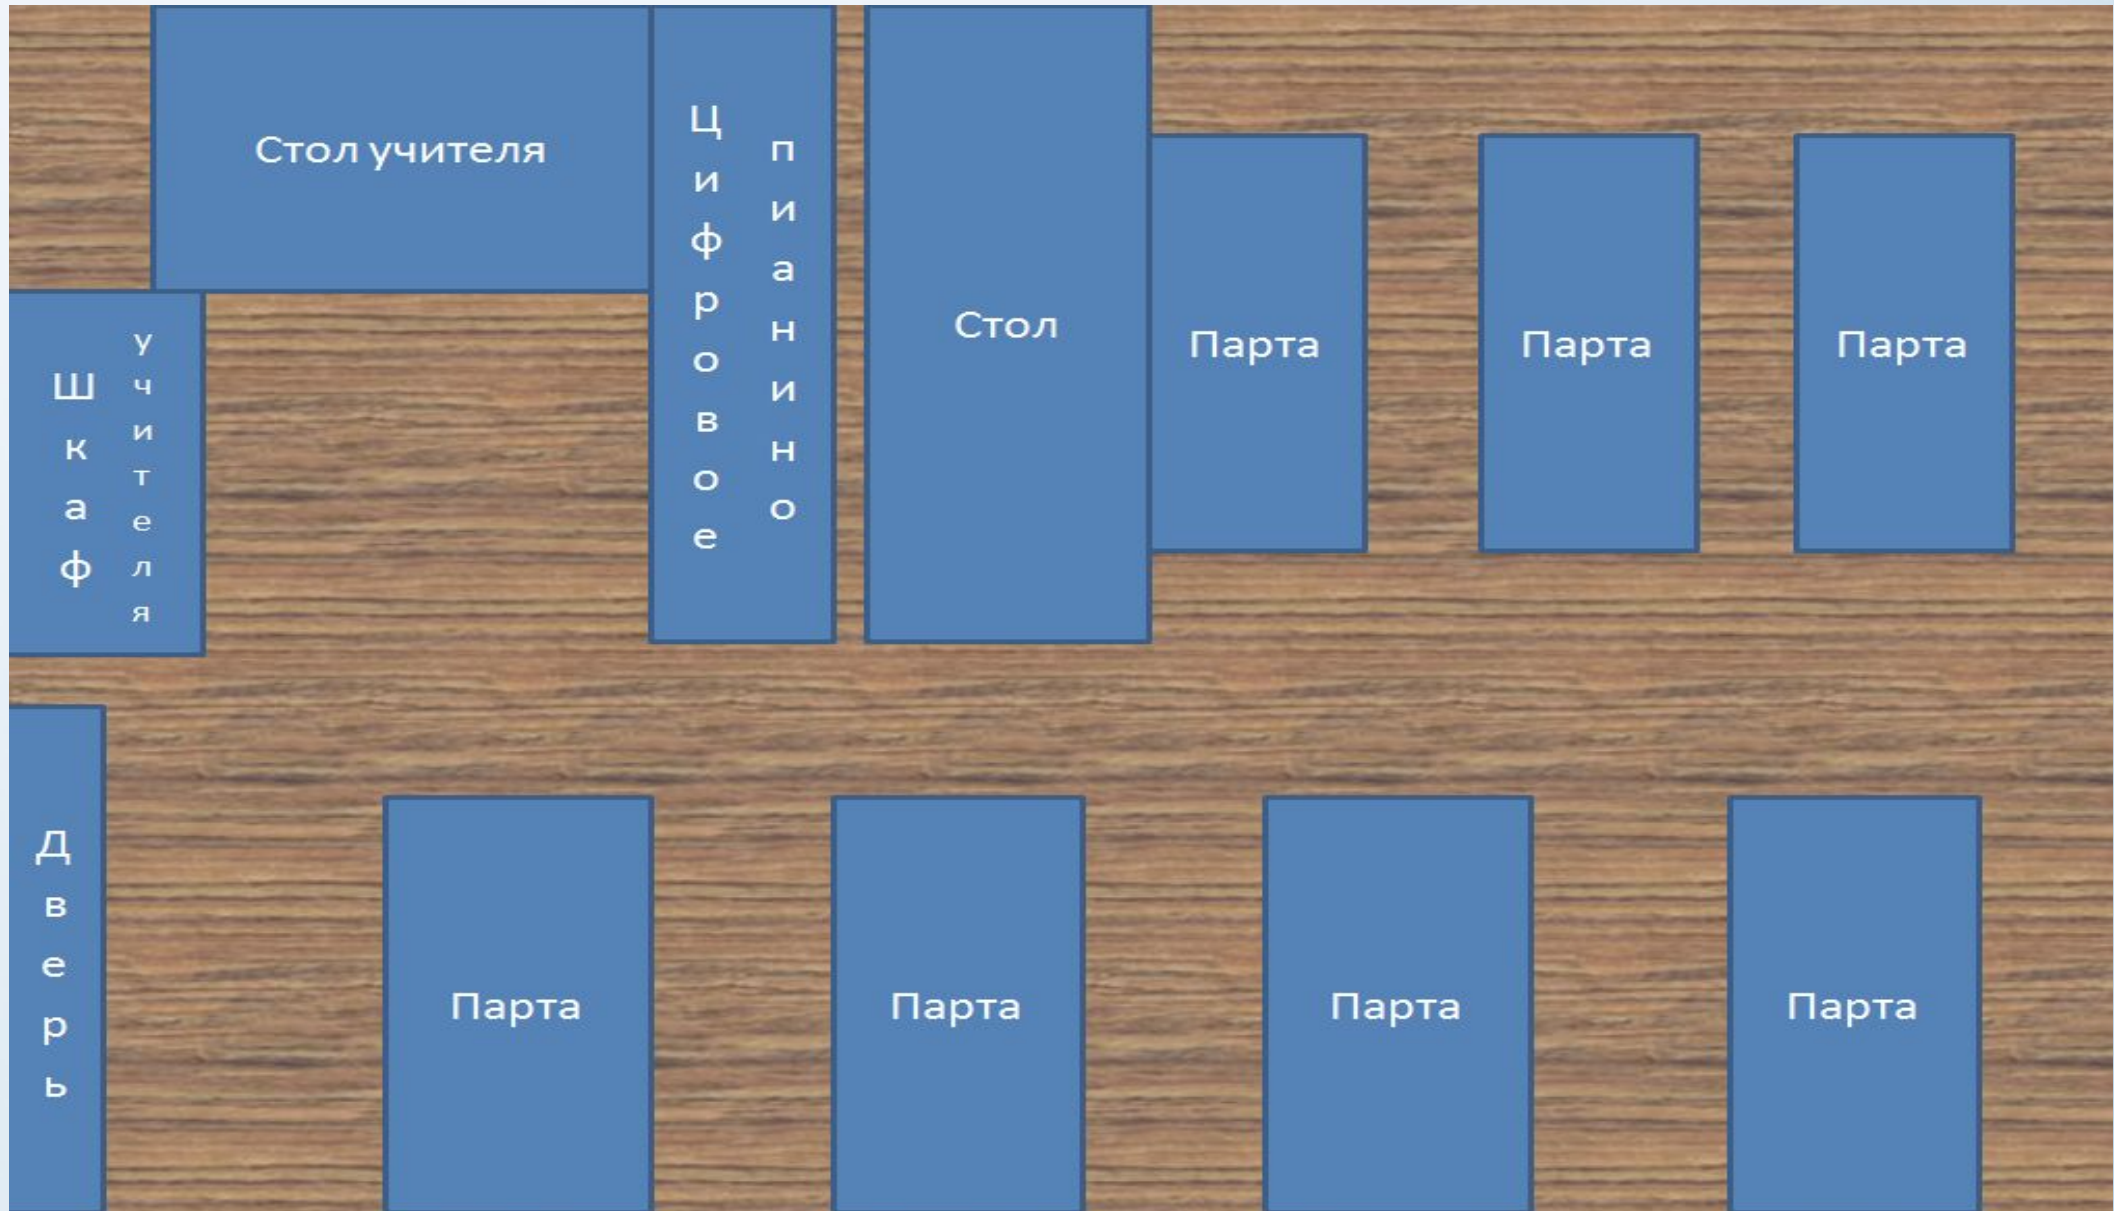 Стол учителя
Цифровое
пианино
Стол
Парта
Парта
Парта
Шкаф
учителя
Дверь
Парта
Парта
Парта
Парта